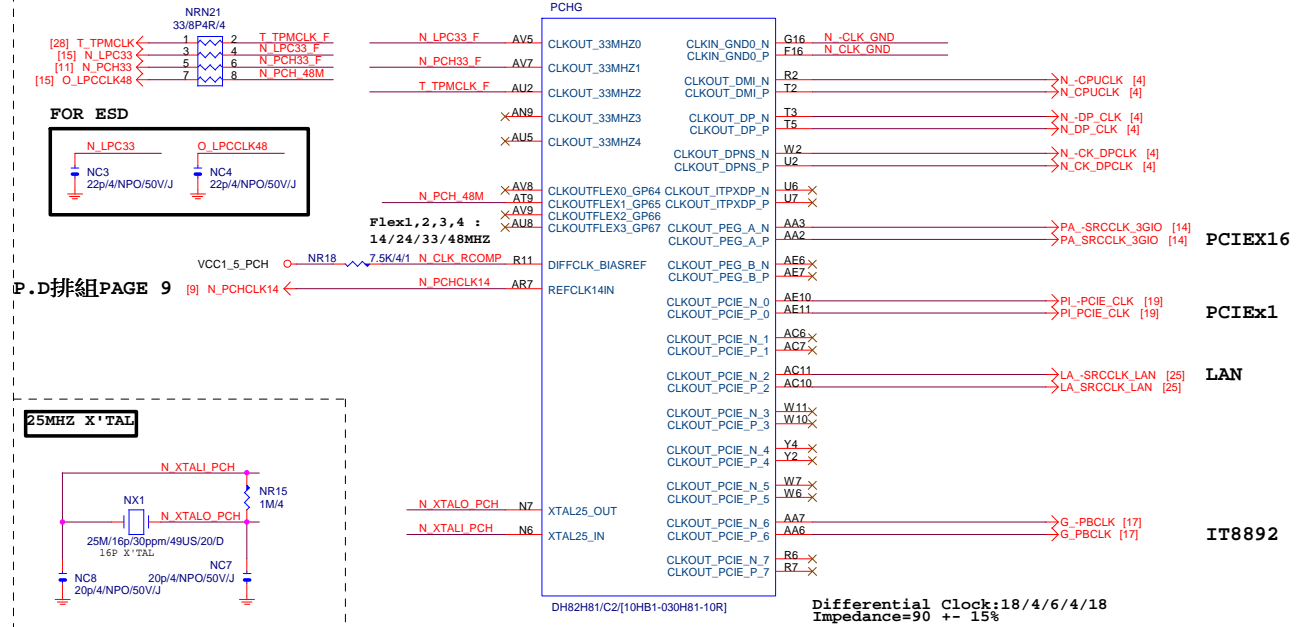 NRN21
33/8P4R/4
[28] T_TPMCLK 1 2 T_TPMCLK_F
[15] N_LPC33 3 4 N_LPC33_F
[11] N_PCH33 5 6 N_PCH33_F
[15] O_LPCCLK48 7 8 N_PCH_48M
FOR ESD
N_LPC33 O_LPCCLK48
NC3 NC4
22p/4/NPO/50V/J 22p/4/NPO/50V/J
Flex1,2,3,4 :
14/24/33/48MHZ
VCC1_5_PCH NR18 7.5K/4/1 N_CLK_RCOMP R11 DIFFCLK_BIASREF
P.D排組PAGE 9 [9] N_PCHCLK14 N_PCHCLK14 AR7 REFCLK14IN
25MHZ X'TAL
N_XTALI_PCH
NR15
1M/4
NX1
N_XTALO_PCH
25M/16p/30ppm/49US/20/D
16P X'TAL
NC8
20p/4/NPO/50V/J
NC7
20p/4/NPO/50V/J
PCHG
N_LPC33_F AV5 CLKOUT_33MHZ0
N_PCH33_F AV7 CLKOUT_33MHZ1
T_TPMCLK_F AU2 CLKOUT_33MHZ2
AN9 CLKOUT_33MHZ3
AU5 CLKOUT_33MHZ4
AV8 CLKOUTFLEX0_GP64
N_PCH_48M AT9 CLKOUTFLEX1_GP65
AV9 CLKOUTFLEX2_GP66
AU8 CLKOUTFLEX3_GP67
N_XTALO_PCH N7 XTAL25_OUT
N_XTALI_PCH N6 XTAL25_IN
CLKIN_GND0_N G16 N_-CLK_GND
CLKIN_GND0_P F16 N_CLK_GND
CLKOUT_DMI_N R2 N_-CPUCLK [4]
CLKOUT_DMI_P T2 N_CPUCLK [4]
CLKOUT_DP_N T3 N_-DP_CLK [4]
CLKOUT_DP_P T5 N_DP_CLK [4]
CLKOUT_DPNS_N W2 N_-CK_DPCLK [4]
CLKOUT_DPNS_P U2 N_CK_DPCLK [4]
CLKOUT_ITPXDP_N U6
CLKOUT_ITPXDP_P U7
CLKOUT_PEG_A_N AA3 PA_-SRCCLK_3GIO [14]
CLKOUT_PEG_A_P AA2 PA_SRCCLK_3GIO [14] PCIEX16
CLKOUT_PEG_B_N AE6
CLKOUT_PEG_B_P AE7
CLKOUT_PCIE_N_0 AE10 PI_-PCIE_CLK [19]
CLKOUT_PCIE_P_0 AE11 PI_PCIE_CLK [19] PCIEx1
CLKOUT_PCIE_N_1 AC6
CLKOUT_PCIE_P_1 AC7
CLKOUT_PCIE_N_2 AC11 LA_-SRCCLK_LAN [25] LAN
CLKOUT_PCIE_P_2 AC10 LA_SRCCLK_LAN [25]
CLKOUT_PCIE_N_3 W11
CLKOUT_PCIE_P_3 W10
CLKOUT_PCIE_N_4 Y4
CLKOUT_PCIE_P_4 Y2
CLKOUT_PCIE_N_5 W7
CLKOUT_PCIE_P_5 W6
CLKOUT_PCIE_N_6 AA7 G_-PBCLK [17]
CLKOUT_PCIE_P_6 AA6 G_PBCLK [17] IT8892
CLKOUT_PCIE_N_7 R6
CLKOUT_PCIE_P_7 R7
DH82H81/C2/[10HB1-030H81-10R]
Differential Clock:18/4/6/4/18
Impedance=90 +- 15%